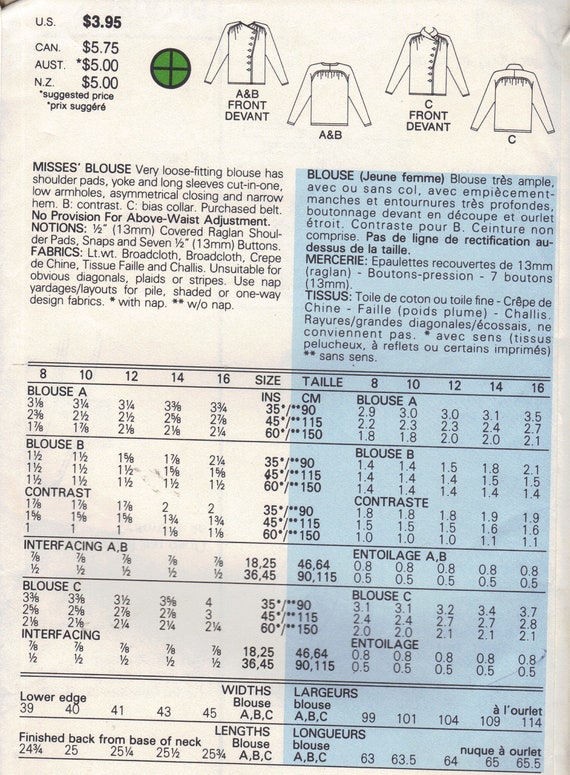 U.S. $3.95
CAN. $5.75
AUST. *$5.00
N.Z. $5.00
*suggested price
*prix suggéré
A&B
FRONT
DEVANT
A&B
C
FRONT
DEVANT
C
MISSES' BLOUSE Very loose-fitting blouse has
shoulder pads, yoke and long sleeves cut-in-one,
low armholes, asymmetrical closing and narrow
hem. B: contrast. C: bias collar. Purchased belt.
No Provision For Above-Waist Adjustment.
NOTIONS: ½" (13mm) Covered Raglan Shoul-
der Pads, Snaps and Seven ½" (13mm) Buttons.
FABRICS: Lt.wt. Broadcloth, Broadcloth, Crepe
de Chine, Tissue Faille and Challis. Unsuitable for
obvious diagonals, plaids or stripes. Use nap
yardages/layouts for pile, shaded or one-way
design fabrics. * with nap. ** w/o nap.
BLOUSE (Jeune femme) Blouse très ample,
avec ou sans col, avec empiècement-
manches et entournures très profondes,
boutonnage devant en découpe et ourlet
étroit. Contraste pour B. Ceinture non
comprise. Pas de ligne de rectification au-
dessus de la taille.
MERCERIE: Epaulettes recouvertes de 13mm
(raglan) - Boutons-pression - 7 boutons
(13mm).
TISSUS: Toile de coton ou toile fine - Crêpe de
Chine - Faille (poids plume) - Challis.
Rayures/grandes diagonales/écossais, ne
conviennent pas. * avec sens (tissus
pelucheux, à reflets ou certains imprimés)
** sans sens.
8 10 12 14 16 SIZE TAILLE 8 10 12 14 16
BLOUSE A INS CM BLOUSE A
3⅛ 3¼ 3¼ 3⅜ 3¾ 35*/**90 2.9 3.0 3.0 3.1 3.5
2⅜ 2½ 2½ 2⅝ 2⅞ 45*/**115 2.2 2.3 2.3 2.4 2.7
1⅞ 1⅞ 2⅛ 2⅛ 2¼ 60*/**150 1.8 1.8 2.0 2.0 2.1
BLOUSE B BLOUSE B
1½ 1½ 1⅝ 1⅞ 2¼ 35*/**90 1.4 1.4 1.5 1.8 2.1
1½ 1½ 1½ 1⅝ 1⅝ 45*/**115 1.4 1.4 1.4 1.5 1.5
1½ 1½ 1½ 1½ 1½ 60*/**150 1.4 1.4 1.4 1.4 1.4
CONTRAST CONTRASTE
1⅞ 1⅞ 1⅞ 2 2 35*/**90 1.8 1.8 1.8 1.9 1.9
1⅝ 1⅝ 1⅝ 1¾ 1¾ 45*/**115 1.5 1.5 1.5 1.6 1.6
1 1 1 1⅛ 1⅛ 60*/**150 1.0 1.0 1.0 1.1 1.1
INTERFACING A,B ENTOILAGE A,B
⅞ ⅞ ⅞ ⅞ ⅞ 18,25 46,64 0.8 0.8 0.8 0.8 0.8
½ ½ ½ ½ ½ 36,45 90,115 0.5 0.5 0.5 0.5 0.5
BLOUSE C BLOUSE C
3⅜ 3⅜ 3½ 3⅝ 4 35*/**90 3.1 3.1 3.2 3.4 3.7
2⅝ 2⅝ 2⅞ 2⅞ 3 45*/**115 2.4 2.4 2.7 2.7 2.8
2⅛ 2⅛ 2¼ 2¼ 2¼ 60*/**150 2.0 2.0 2.1 2.1 2.1
INTERFACING ENTOILAGE
⅞ ⅞ ⅞ ⅞ ⅞ 18,25 46,64 0.8 0.8 0.8 0.8 0.8
½ ½ ½ ½ ½ 36,45 90,115 0.5 0.5 0.5 0.5 0.5
WIDTHS LARGEURS
Lower edge Blouse blouse à l'ourlet
39 40 41 43 45 A,B,C A,B,C 99 101 104 109 114
LENGTHS LONGUEURS
Finished back from base of neck Blouse blouse nuque à ourlet
24¾ 25 25¼ 25½ 25¾ A,B,C A,B,C 63 63.5 64 65 65.5